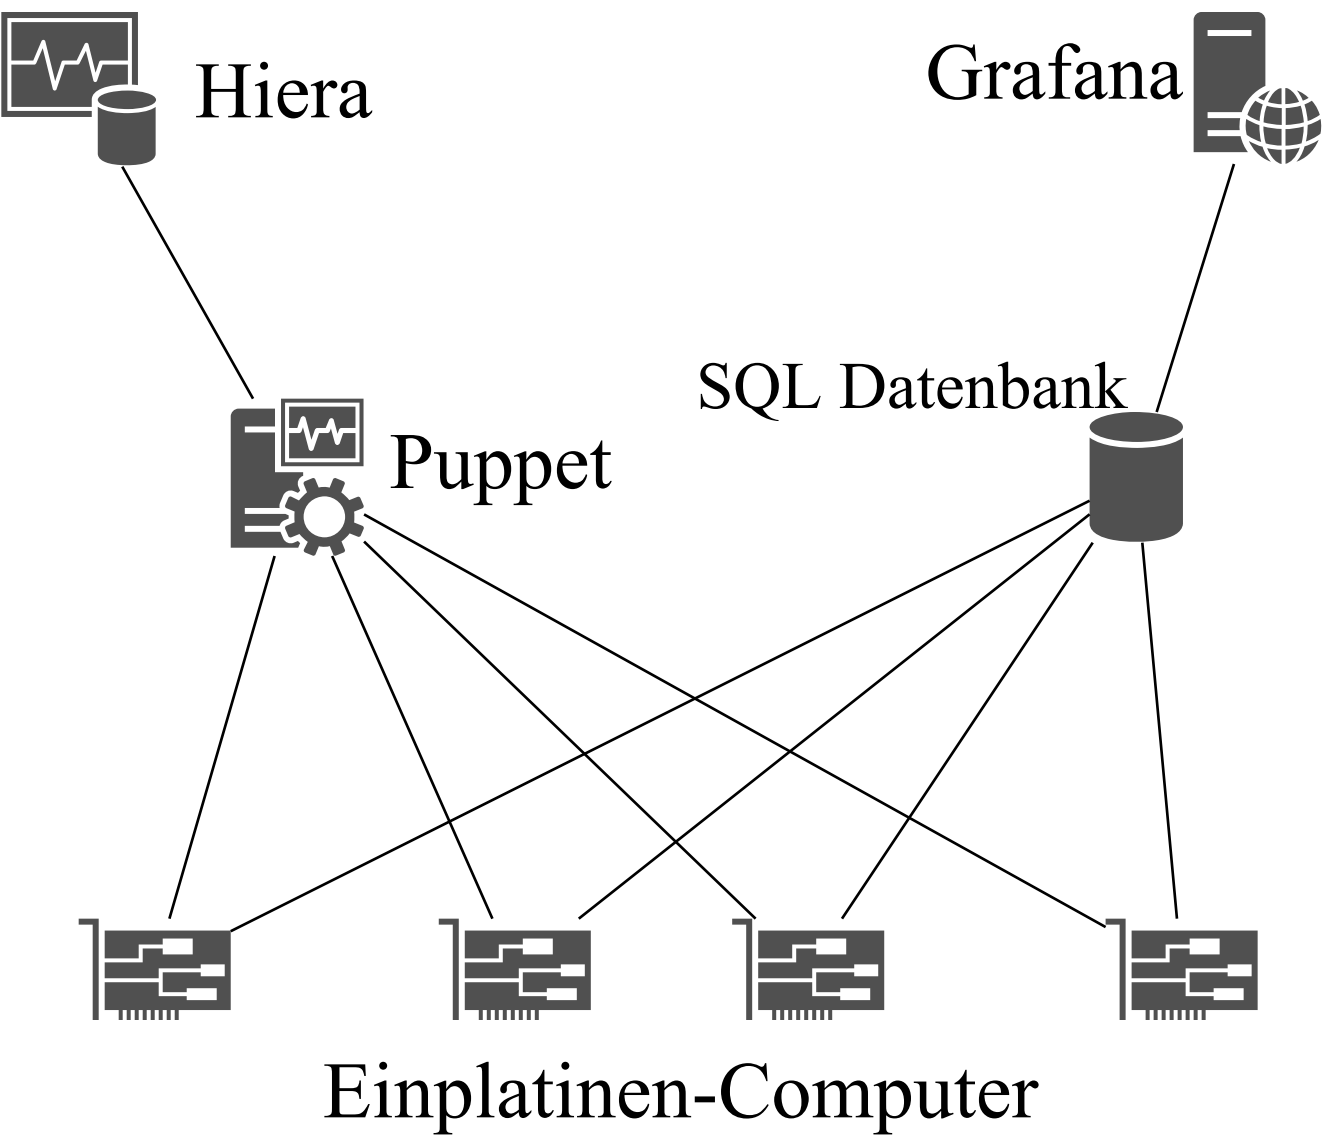 Hiera
Grafana
SQL Datenbank
Puppet
Einplatinen-Computer